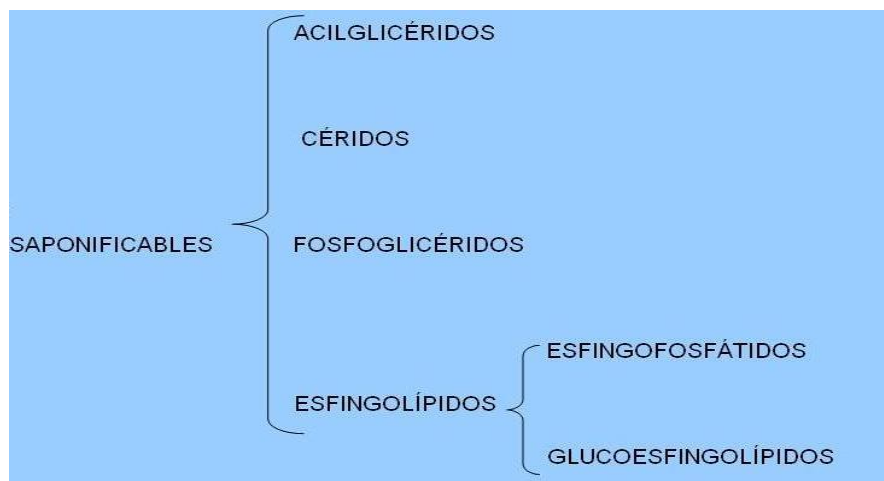 ACILGLICÉRIDOS
CÉRIDOS
SAPONIFICABLES
FOSFOGLICÉRIDOS
ESFINGOFOSFÁTIDOS
ESFINGOLÍPIDOS
GLUCOESFINGOLÍPIDOS